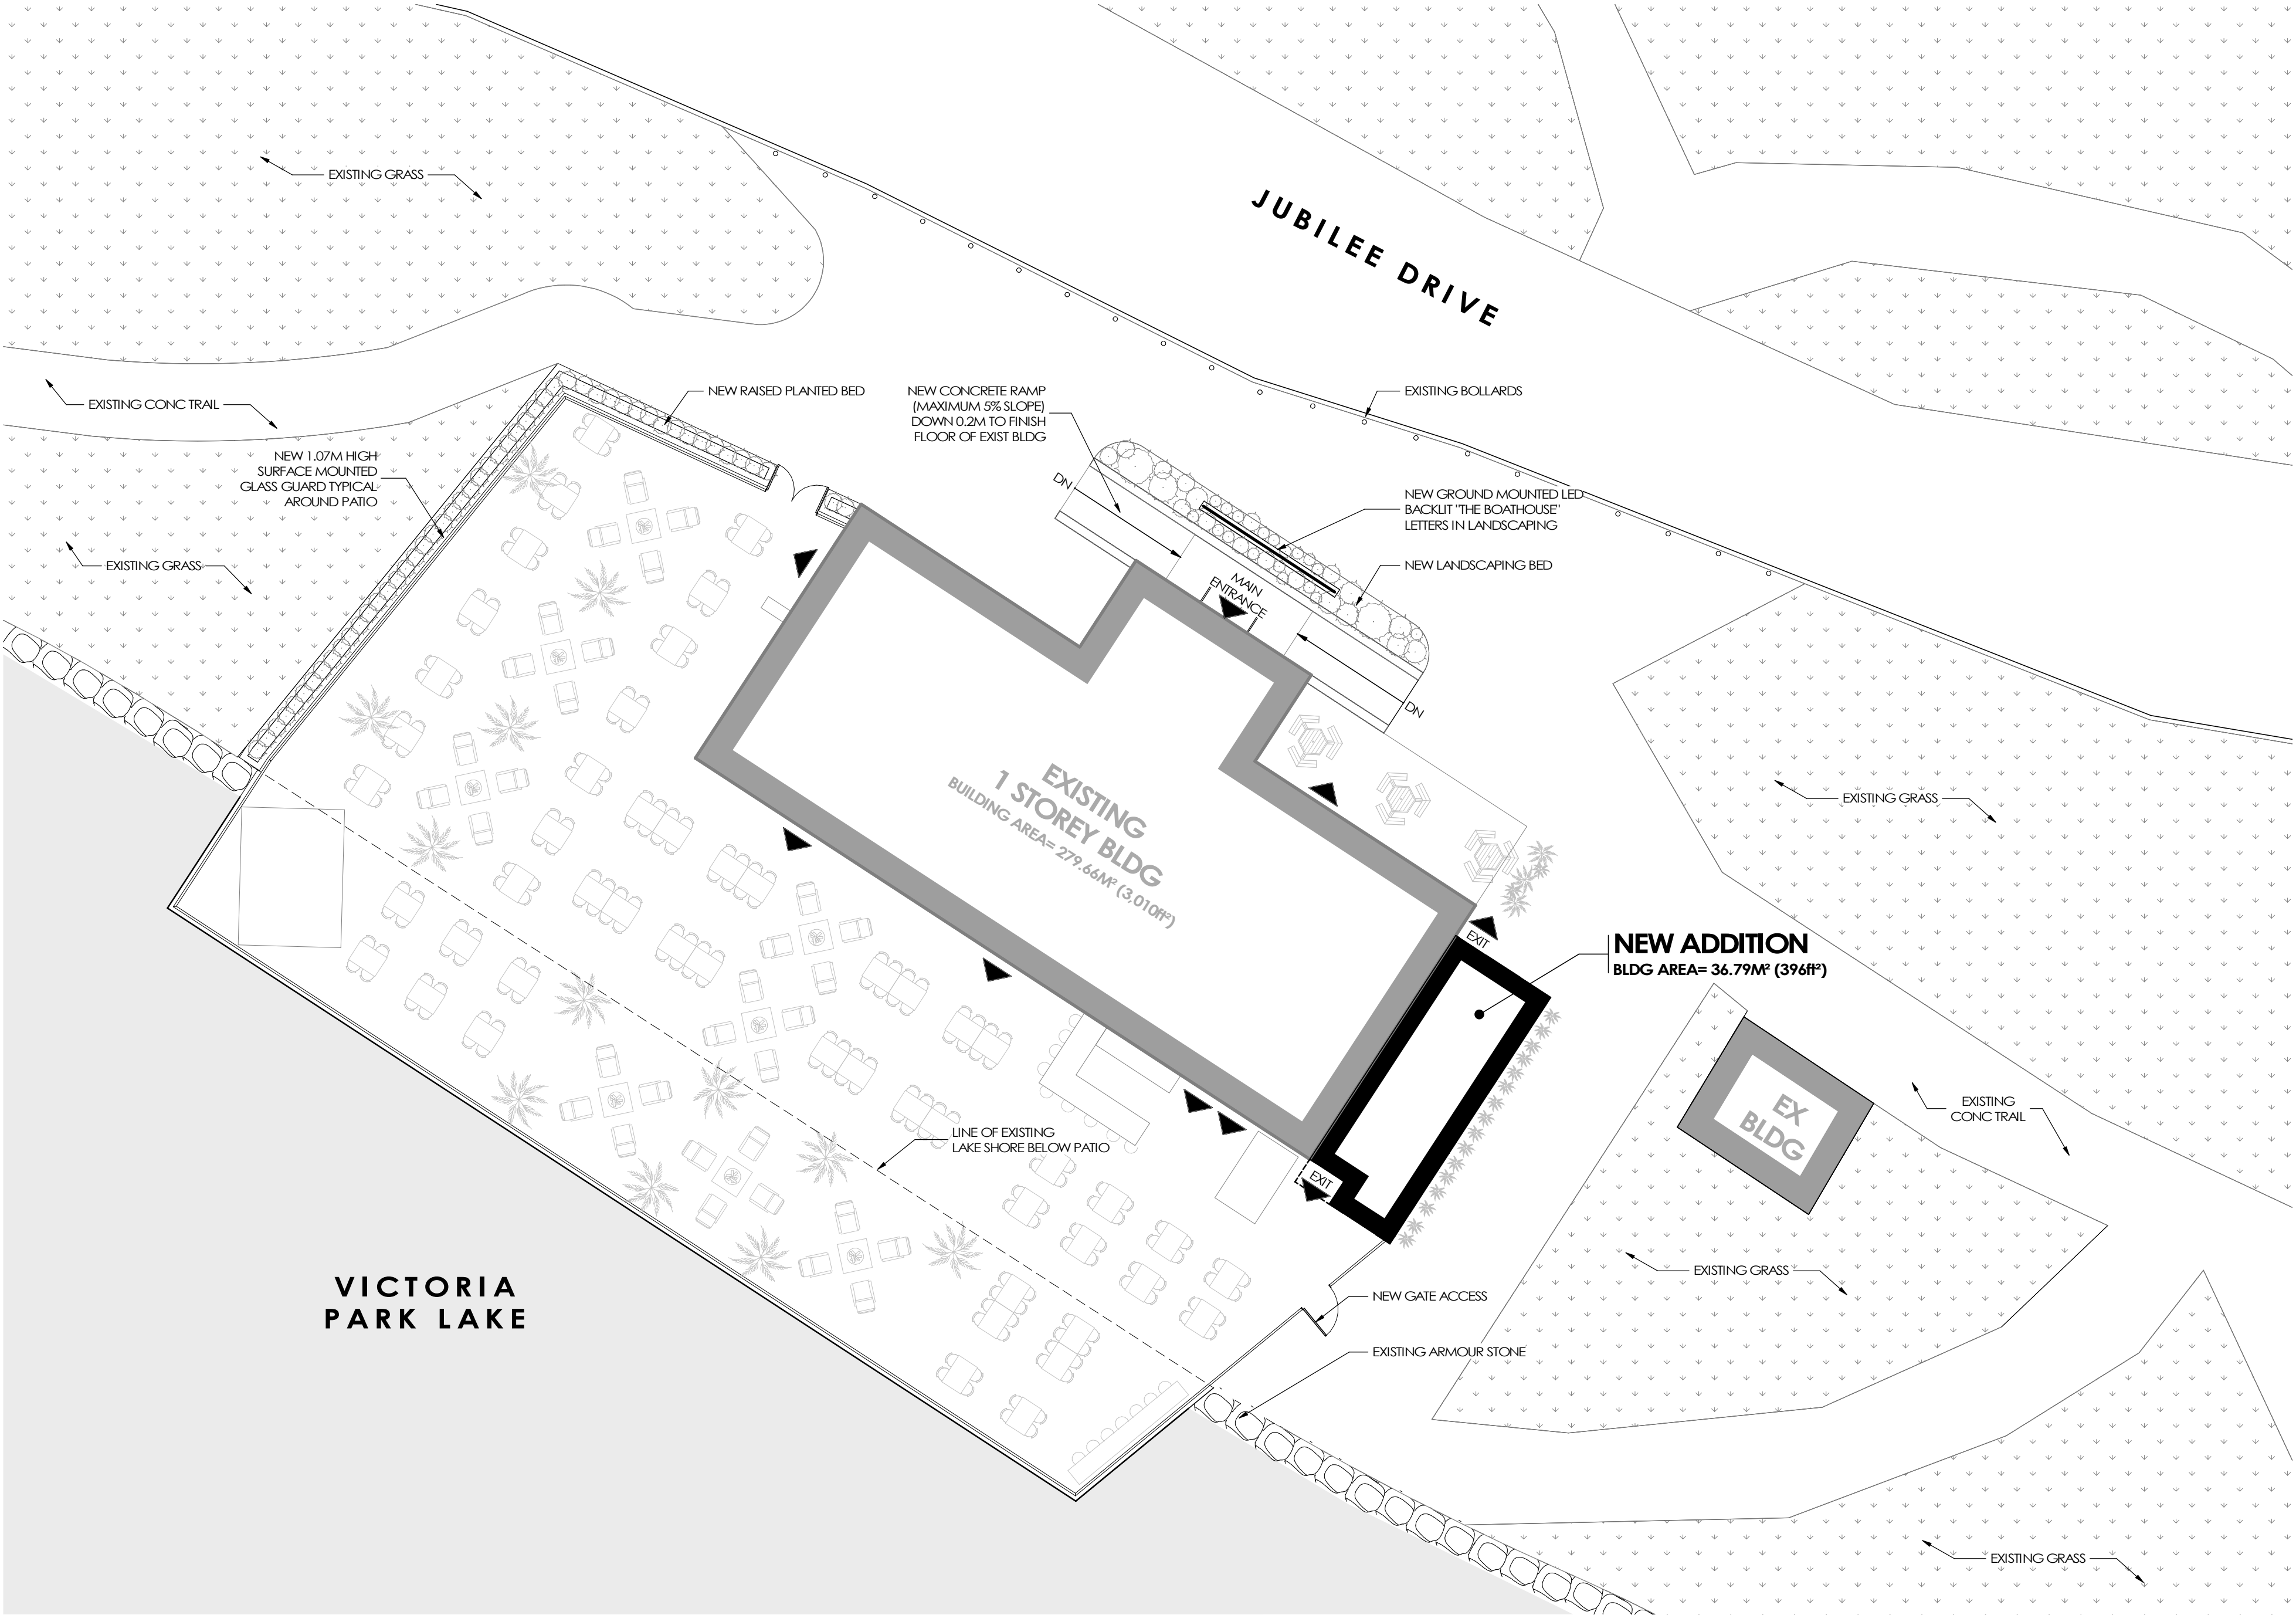 EXISTING GRASS
JUBILEE DRIVE
NEW RAISED PLANTED BED
NEW CONCRETE RAMP
(MAXIMUM 5% SLOPE)
DOWN 0.2M TO FINISH
FLOOR OF EXIST BLDG
EXISTING BOLLARDS
EXISTING CONC TRAIL
NEW 1.07M HIGH
SURFACE MOUNTED
GLASS GUARD TYPICAL
AROUND PATIO
DN
NEW GROUND MOUNTED LED
BACKLIT "THE BOATHOUSE"
LETTERS IN LANDSCAPING
EXISTING GRASS
NEW LANDSCAPING BED
MAIN
ENTRANCE
DN
EXISTING
1 STOREY BLDG
BUILDING AREA= 279.66M² (3,010ft²)
EXISTING GRASS
EXIT
NEW ADDITION
BLDG AREA= 36.79M² (396ft²)
EX
BLDG
EXISTING
CONC TRAIL
LINE OF EXISTING
LAKE SHORE BELOW PATIO
EXIT
EXISTING GRASS
VICTORIA
PARK LAKE
NEW GATE ACCESS
EXISTING ARMOUR STONE
EXISTING GRASS